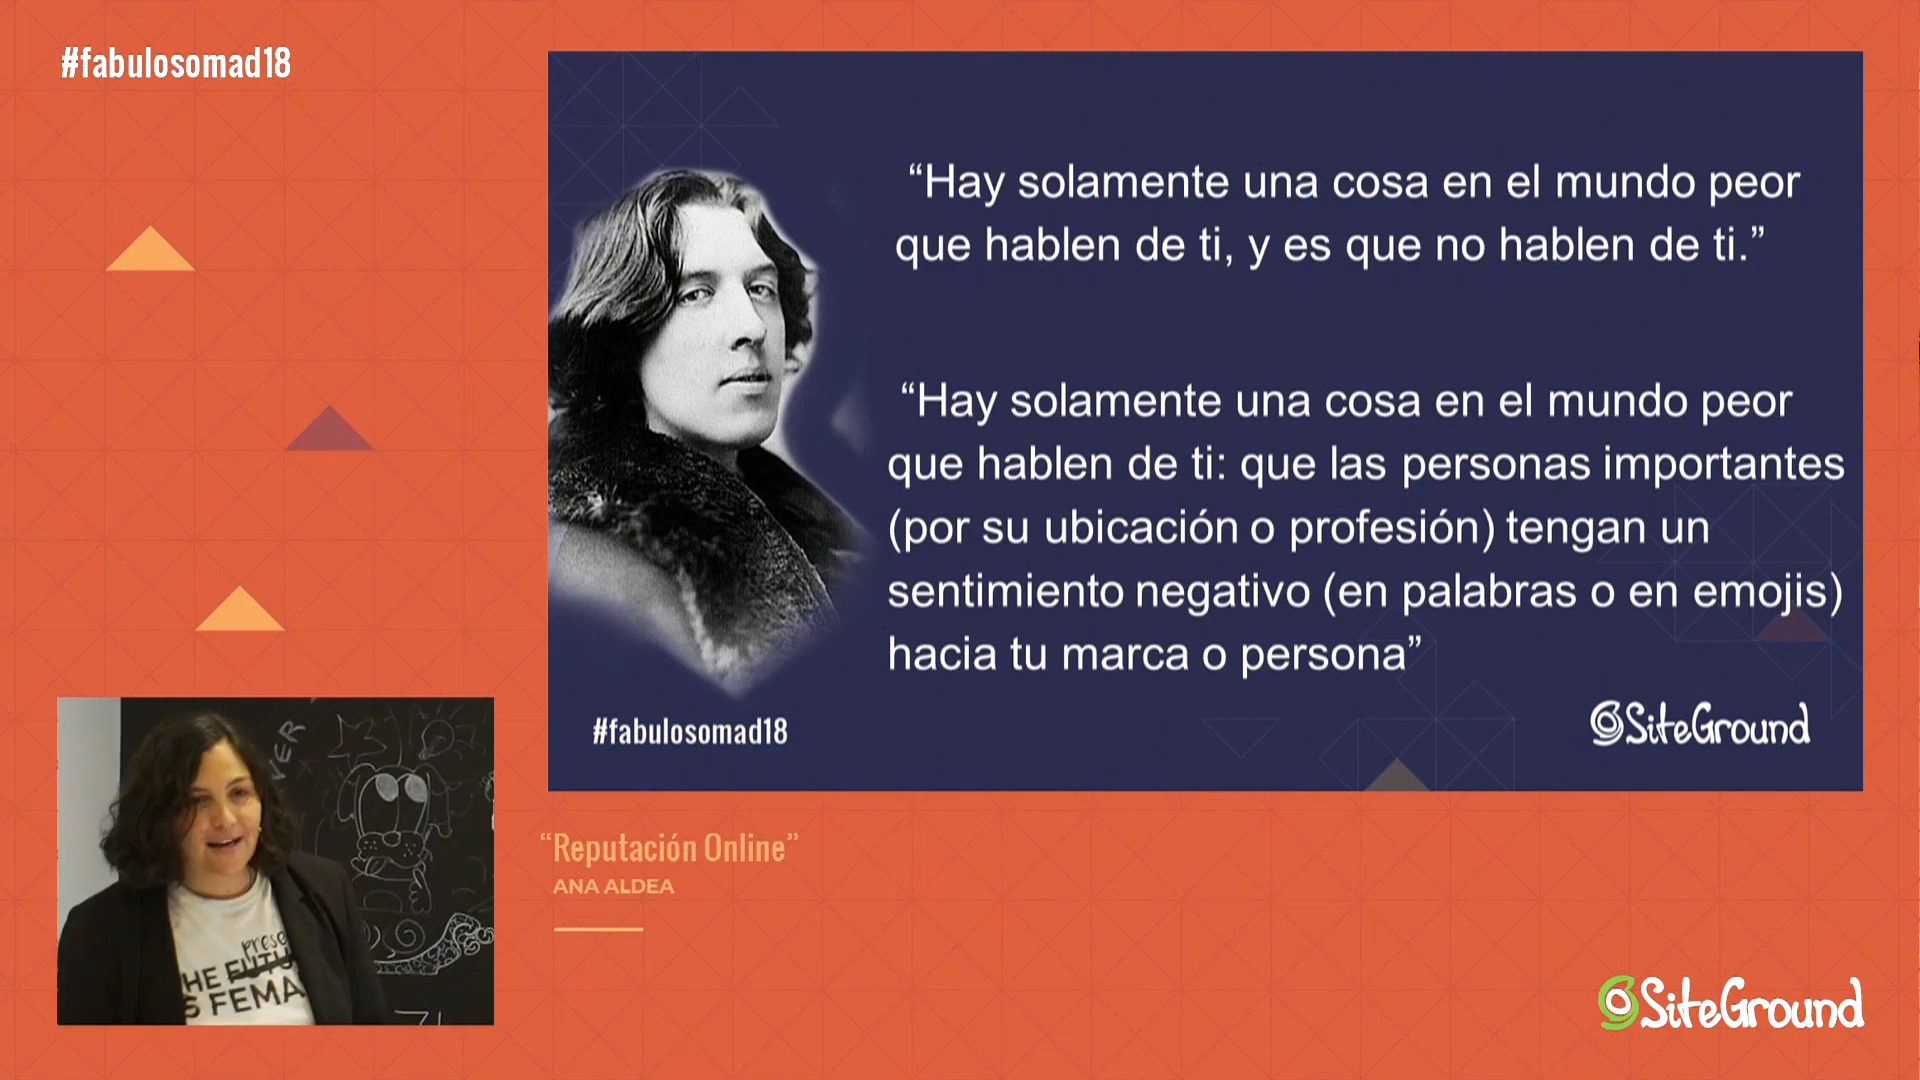 #fabulosomad18
“Hay solamente una cosa en el mundo peor
que hablen de ti, y es que no hablen de ti.”
“Hay solamente una cosa en el mundo peor
que hablen de ti: que las personas importantes
(por su ubicación o profesión) tengan un
sentimiento negativo (en palabras o en emojis)
hacia tu marca o persona”
#fabulosomad18
SiteGround
“Reputación Online”
ANA ALDEA
SiteGround